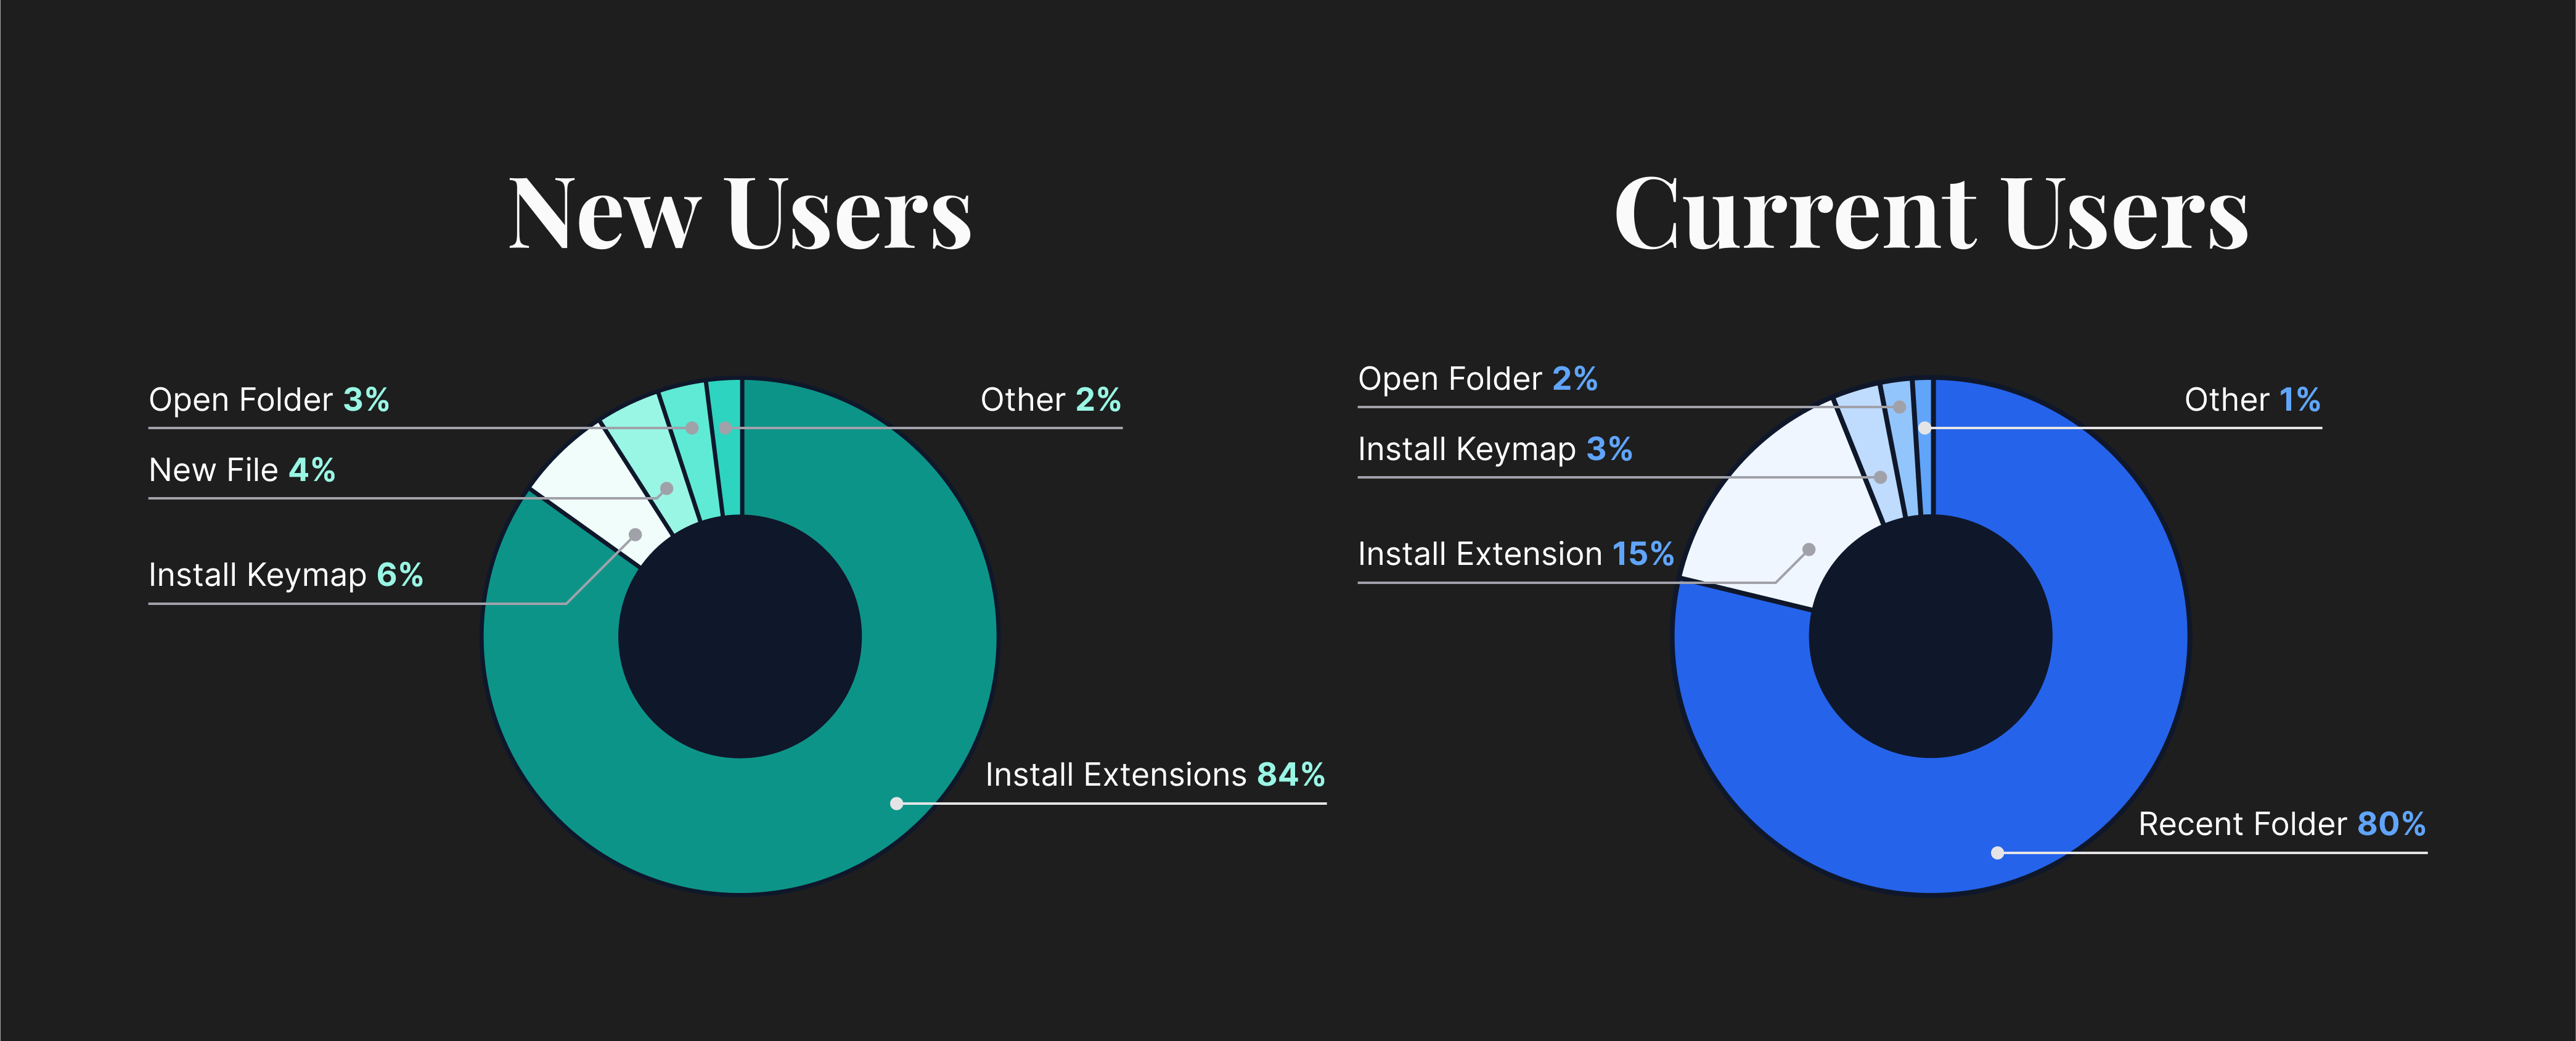 New Users
Open Folder 3%
Other 2%
New File 4%
Install Keymap 6%
Install Extensions 84%
Current Users
Open Folder 2%
Other 1%
Install Keymap 3%
Install Extension 15%
Recent Folder 80%